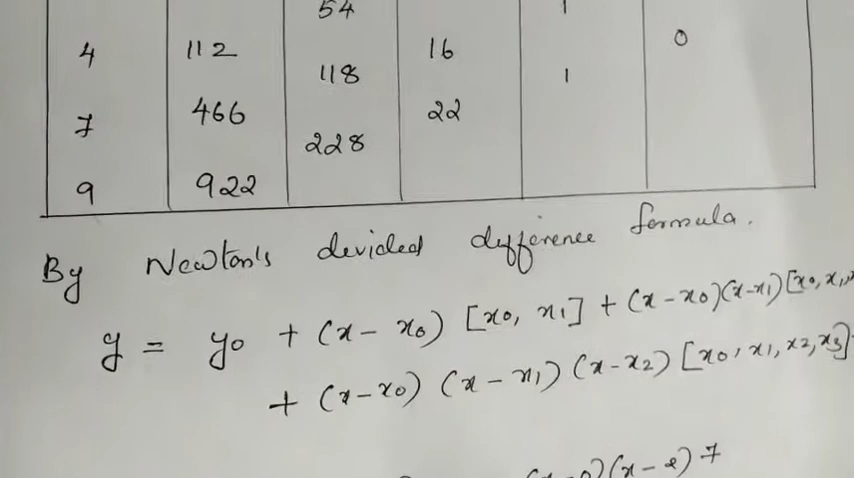 54 1
4 112 16 0
118 1
7 466 22
228
9 922
By Newton's devided difference formula.
y = y0 + (x - x0) [x0, x1] + (x - x0)(x-x1) [x0, x1,
+ (x-x0) (x - x1) (x - x2) [x0, x1, x2, x3]
(x - 2) 7